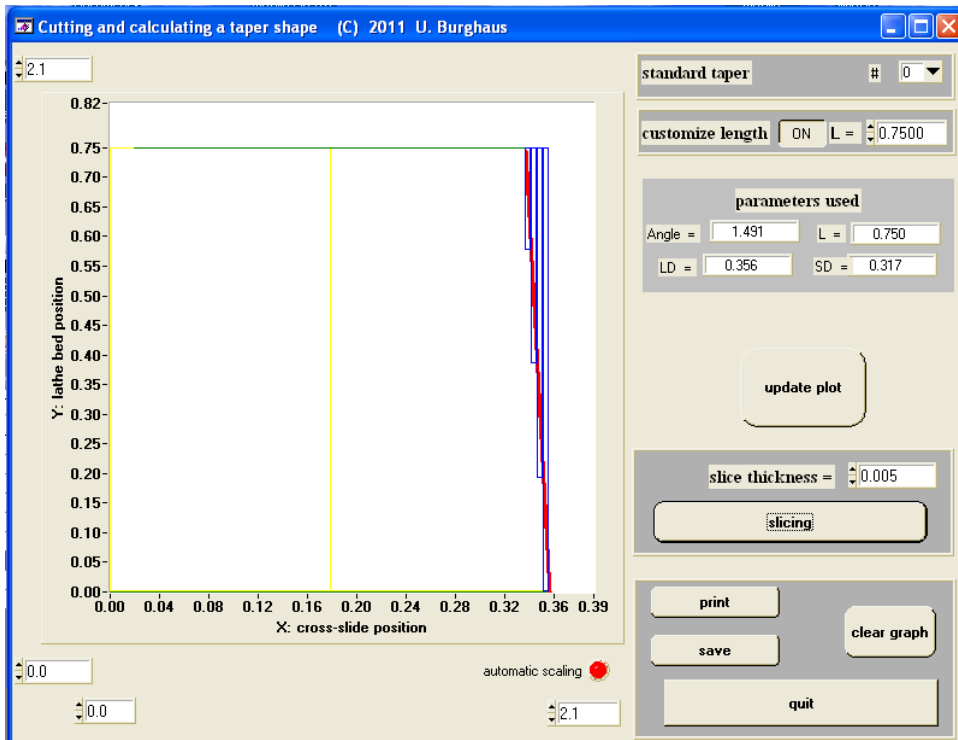 Cutting and calculating a taper shape (C) 2011 U. Burghaus
2.1
standard taper # 0
customize length ON L = 0.7500
parameters used
Angle = 1.491 L = 0.750
LD = 0.356 SD = 0.317
update plot
slice thickness = 0.005
slicing
print
save
clear graph
quit
Y: lathe bed position
0.82
0.75
0.70
0.65
0.60
0.55
0.50
0.45
0.40
0.35
0.30
0.25
0.20
0.15
0.10
0.05
0.00
0.00 0.04 0.08 0.12 0.16 0.20 0.24 0.28 0.32 0.36 0.39
X: cross-slide position
automatic scaling
0.0
0.0
2.1